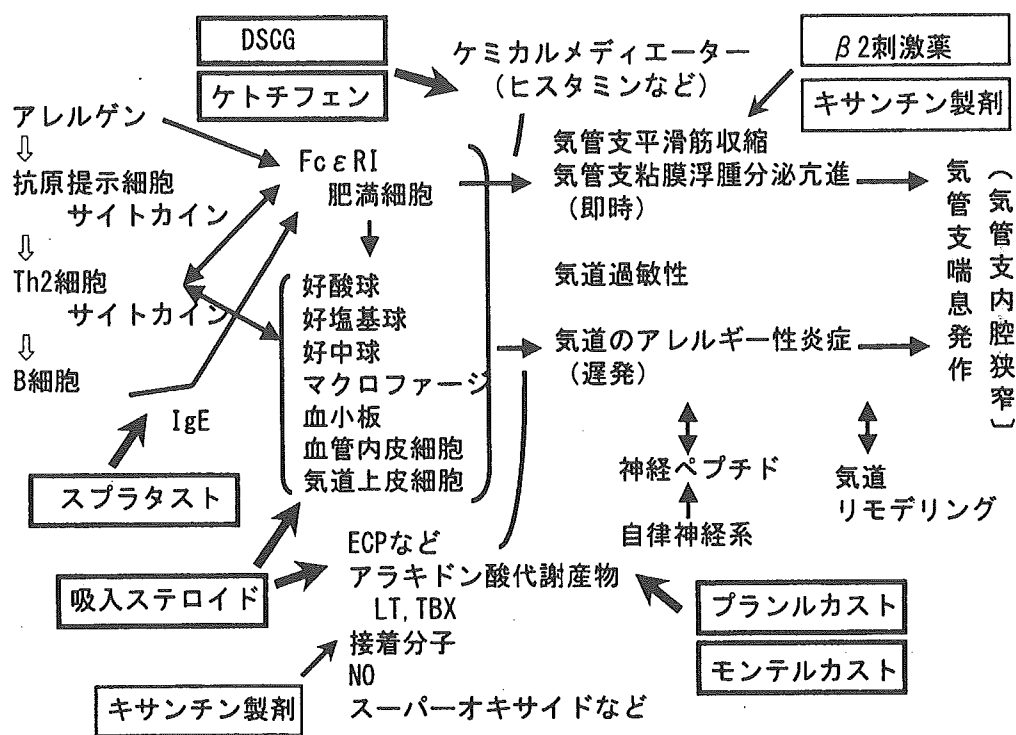 DSCG
ケトチフェン
ケミカルメディエーター
（ヒスタミンなど）
β2刺激薬
キサンチン製剤
アレルゲン
抗原提示細胞
サイトカイン
Th2細胞
サイトカイン
B細胞
IgE
FcεRI
肥満細胞
好酸球
好塩基球
好中球
マクロファージ
血小板
血管内皮細胞
気道上皮細胞
気管支平滑筋収縮
気管支粘膜浮腫分泌亢進
（即時）
気道過敏性
気道のアレルギー性炎症
（遅発）
気管支喘息発作
（気管支内腔狭窄）
神経ペプチド
自律神経系
気道
リモデリング
スプラタスト
吸入ステロイド
キサンチン製剤
ECPなど
アラキドン酸代謝産物
LT,TBX
接着分子
NO
スーパーオキサイドなど
プランルカスト
モンテルカスト